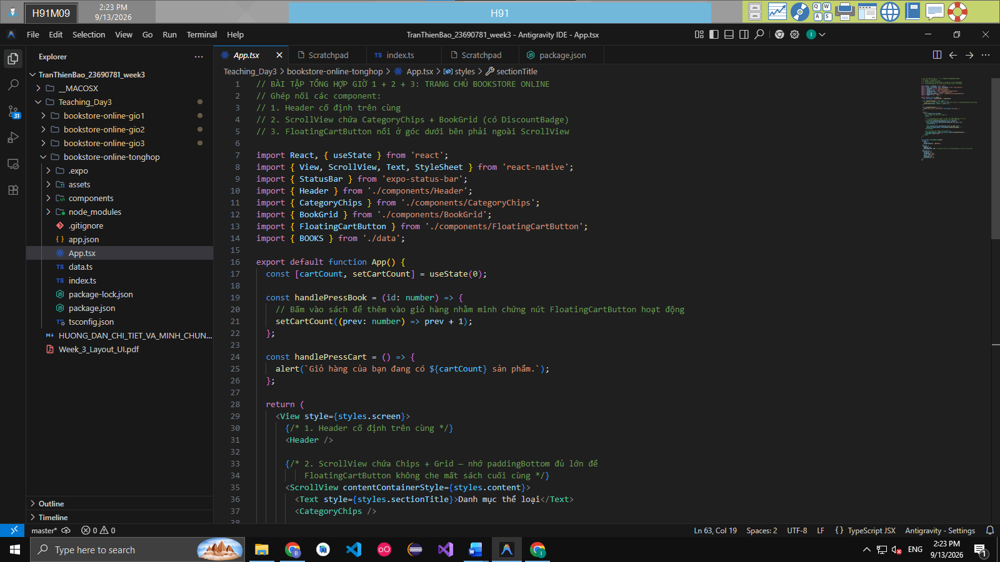 H91M09
2:23 PM
9/13/2026
H91
Q W
A S
File Edit Selection View Go Run Terminal Help
TranThienBao_23690781_week3 - Antigravity IDE - App.tsx
I
Explorer
App.tsx
Scratchpad
TS index.ts
Scratchpad
package.json
Teaching_Day3 > bookstore-online-tonghop > App.tsx > styles > sectionTitle
TranThienBao_23690781_week3
__MACOSX
Teaching_Day3
bookstore-online-gio1
bookstore-online-gio2
bookstore-online-gio3
bookstore-online-tonghop
.expo
assets
components
node_modules
.gitignore
{ } app.json
App.tsx
TS data.ts
TS index.ts
package-lock.json
package.json
tsconfig.json
HUONG_DAN_CHI_TIET_VA_MINH_CHUN...
Week_3_Layout_UI.pdf
31
Outline
Timeline
1 // BÀI TẬP TỔNG HỢP GIỜ 1 + 2 + 3: TRANG CHỦ BOOKSTORE ONLINE
2 // Ghép nối các component:
3 // 1. Header cố định trên cùng
4 // 2. ScrollView chứa CategoryChips + BookGrid (có DiscountBadge)
5 // 3. FloatingCartButton nổi ở góc dưới bên phải ngoài ScrollView
6
7 import React, { useState } from 'react';
8 import { View, ScrollView, Text, StyleSheet } from 'react-native';
9 import { StatusBar } from 'expo-status-bar';
10 import { Header } from './components/Header';
11 import { CategoryChips } from './components/CategoryChips';
12 import { BookGrid } from './components/BookGrid';
13 import { FloatingCartButton } from './components/FloatingCartButton';
14 import { BOOKS } from './data';
15
16 export default function App() {
17 const [cartCount, setCartCount] = useState(0);
18
19 const handlePressBook = (id: number) => {
20 // Bấm vào sách để thêm vào giỏ hàng nhằm minh chứng nút FloatingCartButton hoạt động
21 setCartCount((prev: number) => prev + 1);
22 };
23
24 const handlePressCart = () => {
25 alert(`Giỏ hàng của bạn đang có ${cartCount} sản phẩm.`);
26 };
27
28 return (
29 <View style={styles.screen}>
30 {/* 1. Header cố định trên cùng */}
31 <Header />
32
33 {/* 2. ScrollView chứa Chips + Grid — nhớ paddingBottom đủ lớn để
34 FloatingCartButton không che mất sách cuối cùng */}
35 <ScrollView contentContainerStyle={styles.content}>
36 <Text style={styles.sectionTitle}>Danh mục thể loại</Text>
37 <CategoryChips />
38
master* 0 0
Ln 63, Col 19 Spaces: 2 UTF-8 LF { } TypeScript JSX Antigravity - Settings
Type here to search
ENG
2:23 PM
9/13/2026
1